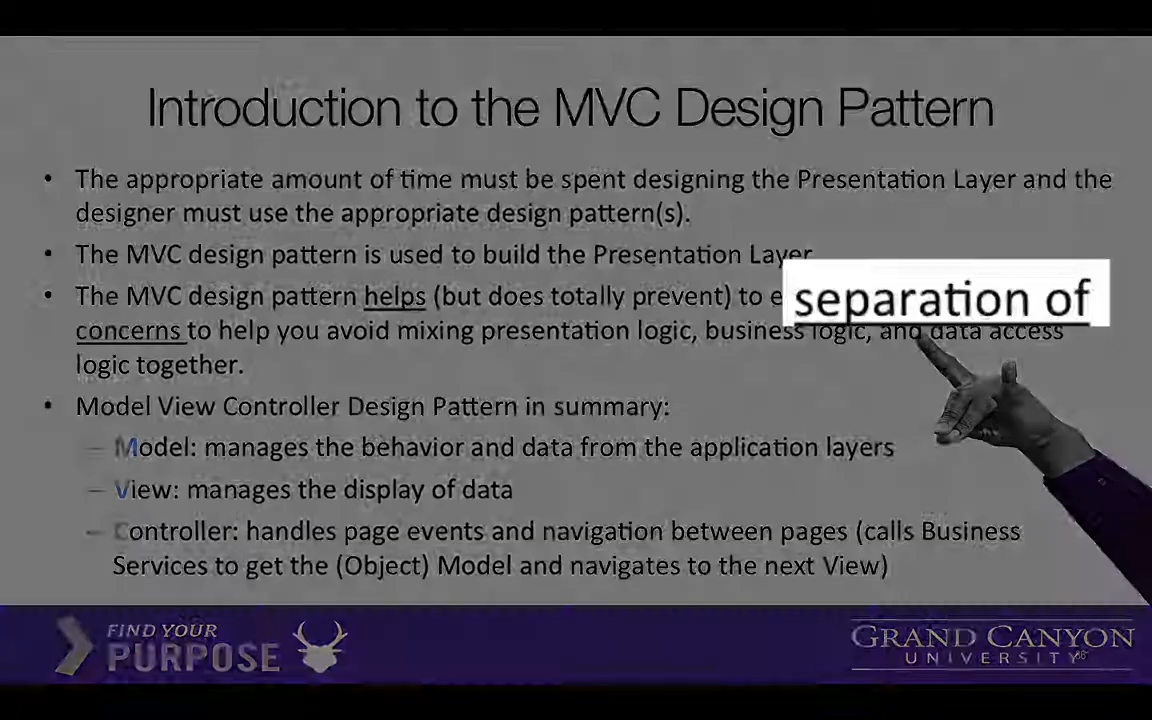 Introduction to the MVC Design Pattern
• The appropriate amount of time must be spent designing the Presentation Layer and the
designer must use the appropriate design pattern(s).
• The MVC design pattern is used to build the Presentation Layer
• The MVC design pattern helps (but does totally prevent) to e separation of
concerns to help you avoid mixing presentation logic, business logic, and data access
logic together.
• Model View Controller Design Pattern in summary:
– Model: manages the behavior and data from the application layers
– View: manages the display of data
– Controller: handles page events and navigation between pages (calls Business
Services to get the (Object) Model and navigates to the next View)
FIND YOUR
PURPOSE
GRAND CANYON
UNIVERSITY